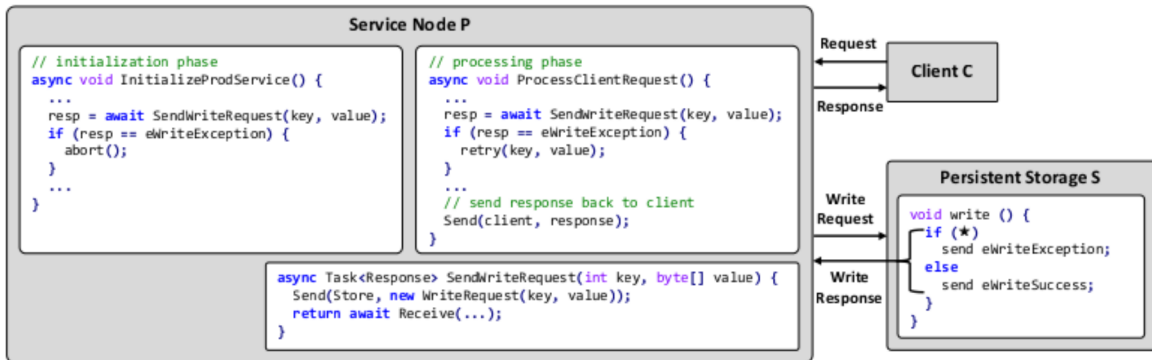 Service Node P
// initialization phase
async void InitializeProdService() {
...
resp = await SendWriteRequest(key, value);
if (resp == eWriteException) {
abort();
}
...
}
// processing phase
async void ProcessClientRequest() {
...
resp = await SendWriteRequest(key, value);
if (resp == eWriteException) {
retry(key, value);
}
...
// send response back to client
Send(client, response);
}
async Task<Response> SendWriteRequest(int key, byte[] value) {
Send(Store, new WriteRequest(key, value));
return await Receive(...);
}
Request
Response
Client C
Write
Request
Write
Response
Persistent Storage S
void write () {
if (★)
send eWriteException;
else
send eWriteSuccess;
}
}